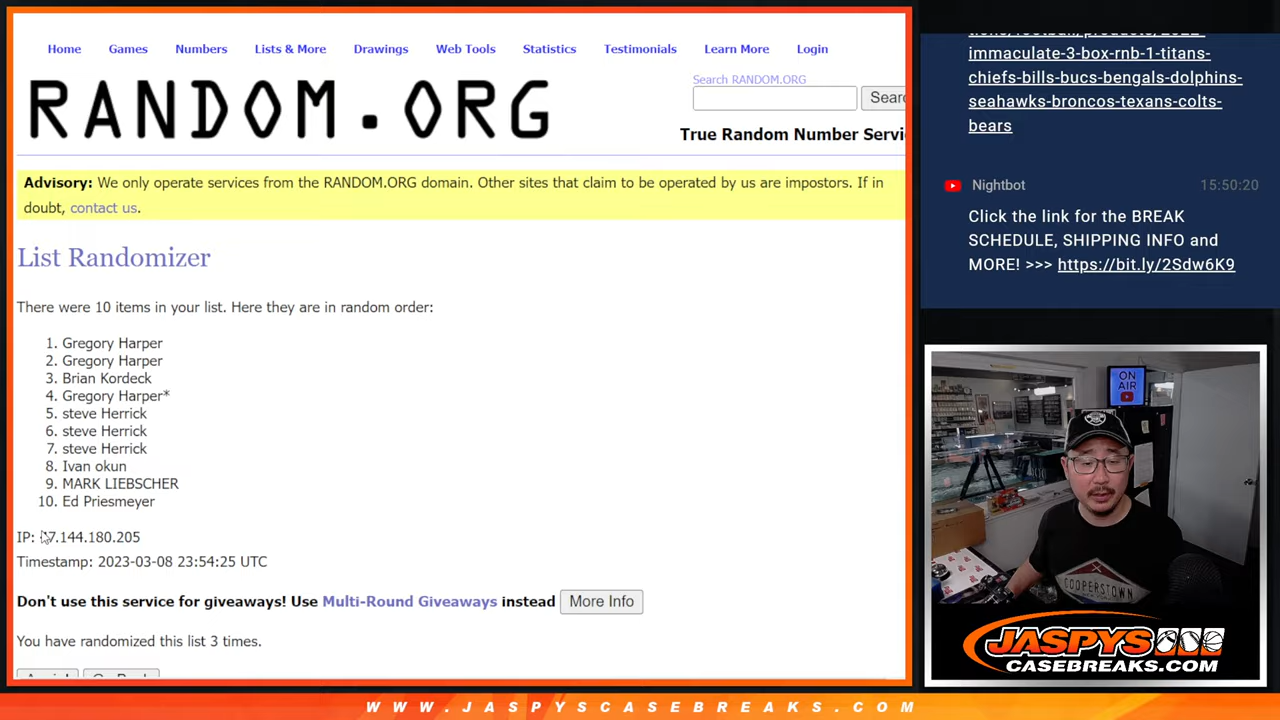 Home Games Numbers Lists & More Drawings Web Tools Statistics Testimonials Learn More Login
RANDOM.ORG
Search RANDOM.ORG
True Random Number Servi
Advisory: We only operate services from the RANDOM.ORG domain. Other sites that claim to be operated by us are impostors. If in
doubt, contact us.
List Randomizer
There were 10 items in your list. Here they are in random order:
1. Gregory Harper
2. Gregory Harper
3. Brian Kordeck
4. Gregory Harper*
5. steve Herrick
6. steve Herrick
7. steve Herrick
8. Ivan okun
9. MARK LIEBSCHER
10. Ed Priesmeyer
IP:
Timestamp: 2023-03-08 23:54:25 UTC
Don't use this service for giveaways! Use Multi-Round Giveaways instead More Info
You have randomized this list 3 times.
immaculate-3-box-rnb-1-titans-
chiefs-bills-bucs-bengals-dolphins-
seahawks-broncos-texans-colts-
bears
Nightbot 15:50:20
Click the link for the BREAK
SCHEDULE, SHIPPING INFO and
MORE! >>> https://bit.ly/2Sdw6K9
ON
AIR
COOPERSTOWN
JASPYS
CASEBREAKS.COM
WWW.JASPYSCASEBREAKS.COM